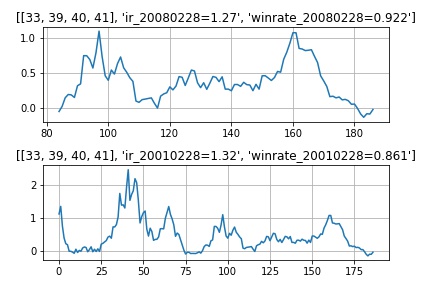 [[33, 39, 40, 41], 'ir_20080228=1.27', 'winrate_20080228=0.922']
1.0
0.5
0.0
80 100 120 140 160 180
[[33, 39, 40, 41], 'ir_20010228=1.32', 'winrate_20010228=0.861']
2
1
0
0 25 50 75 100 125 150 175